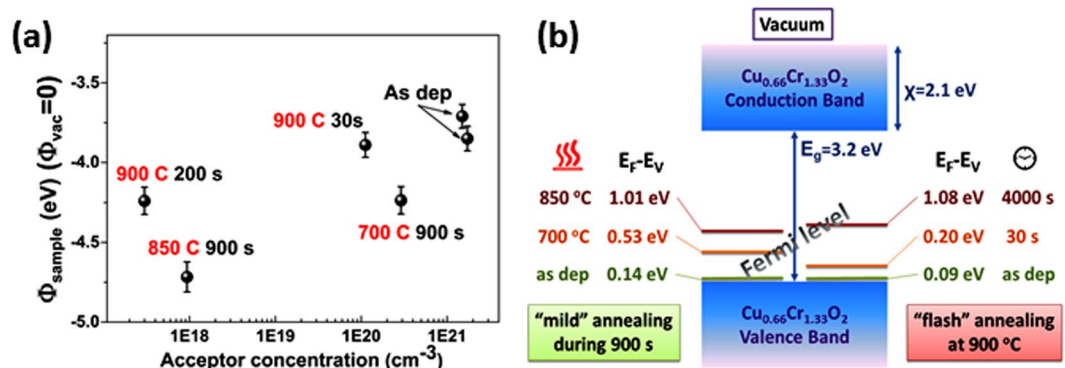 (a)
Φsample (eV) (Φvac=0)
-3.5
-4.0
-4.5
-5.0
As dep
900 C 30s
900 C 200 s
700 C 900 s
850 C 900 s
1E18
1E19
1E20
1E21
Acceptor concentration (cm-3)
(b)
Vacuum
Cu0.66Cr1.33O2
Conduction Band
χ=2.1 eV
Eg=3.2 eV
EF-EV
EF-EV
850 °C 1.01 eV
1.08 eV 4000 s
700 °C 0.53 eV
0.20 eV 30 s
as dep 0.14 eV
0.09 eV as dep
Fermi level
Cu0.66Cr1.33O2
Valence Band
“mild” annealing
during 900 s
“flash” annealing
at 900 °C